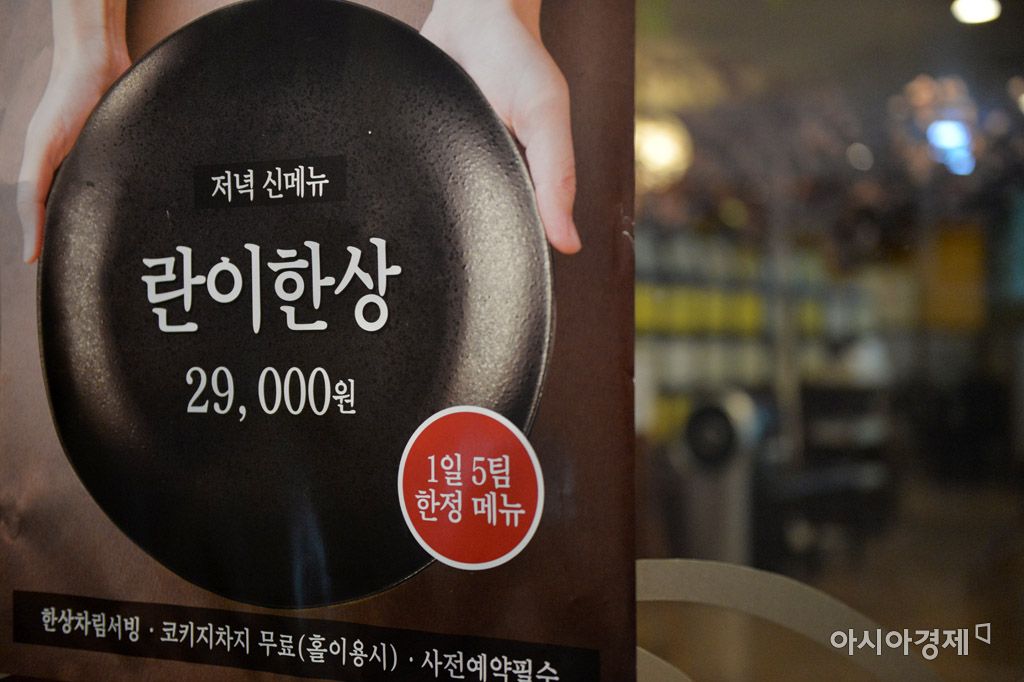 저녁 신메뉴
란이한상
29,000원
1일 5팀
한정 메뉴
한상차림서빙 · 코키지차지 무료(홀이용시) · 사전예약필수
아시아경제